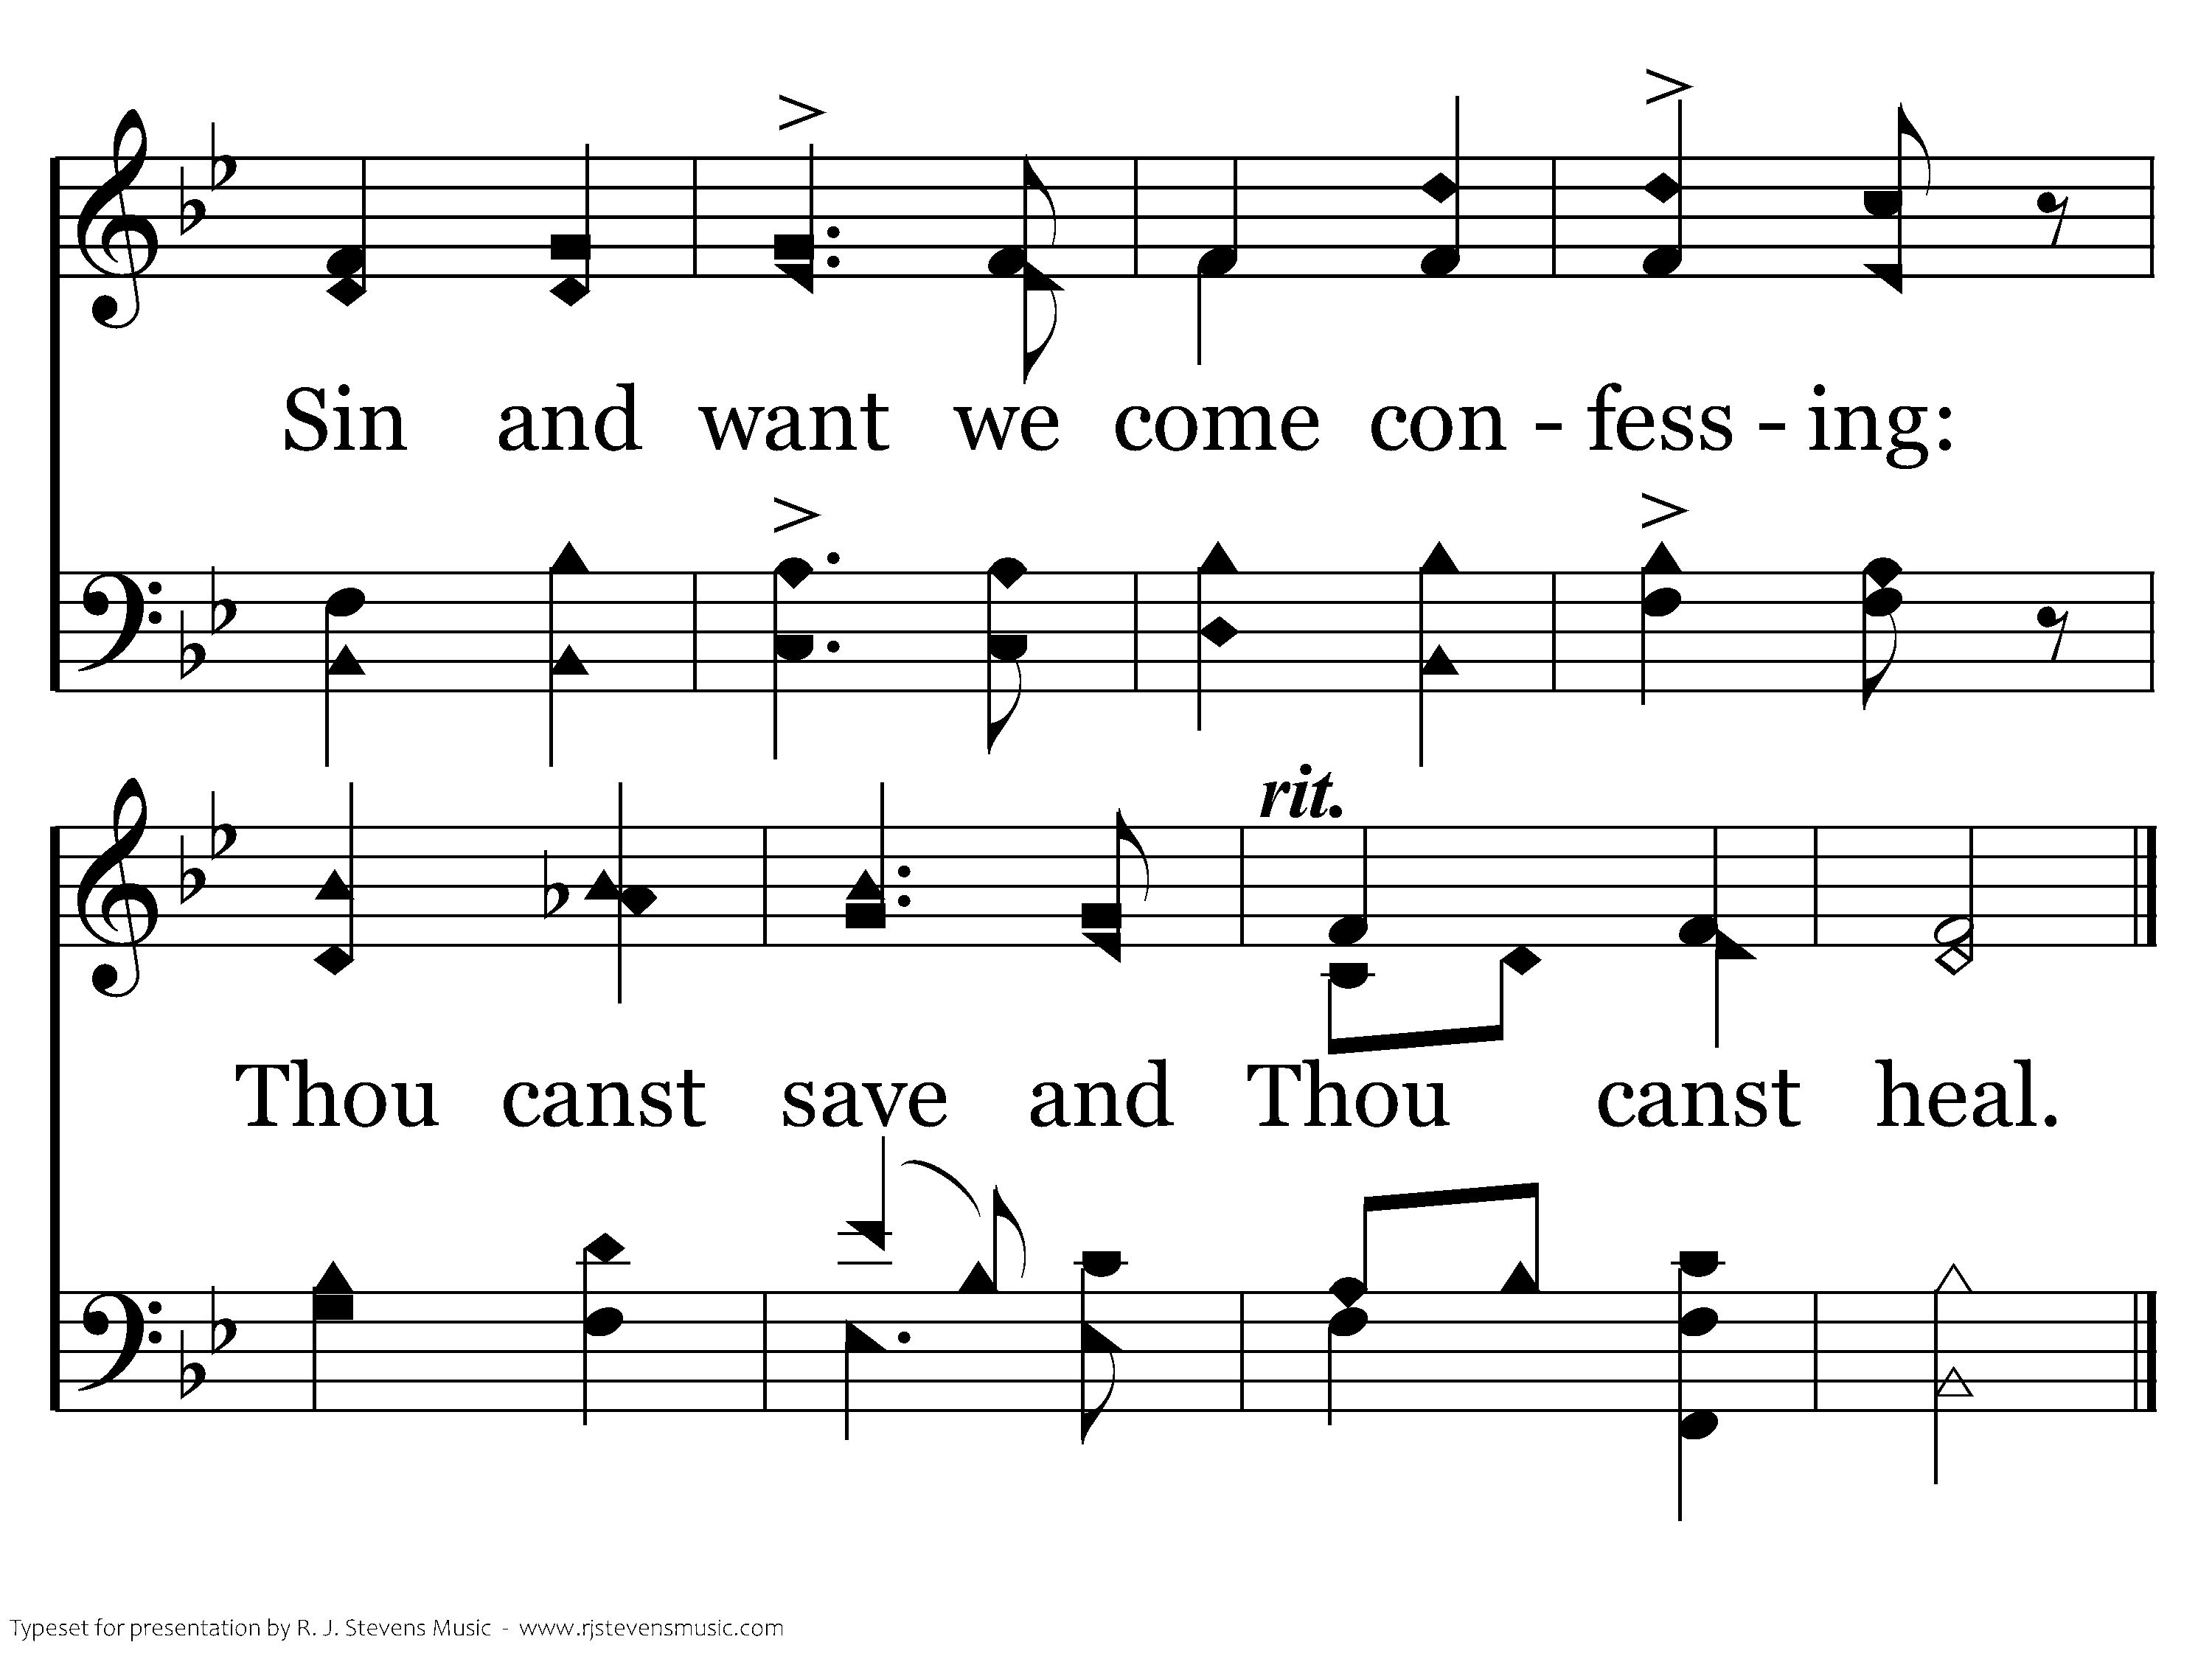 Sin and want we come con - fess - ing:
rit.
Thou canst save and Thou canst heal.
Typeset for presentation by R. J. Stevens Music - www.rjstevensmusic.com